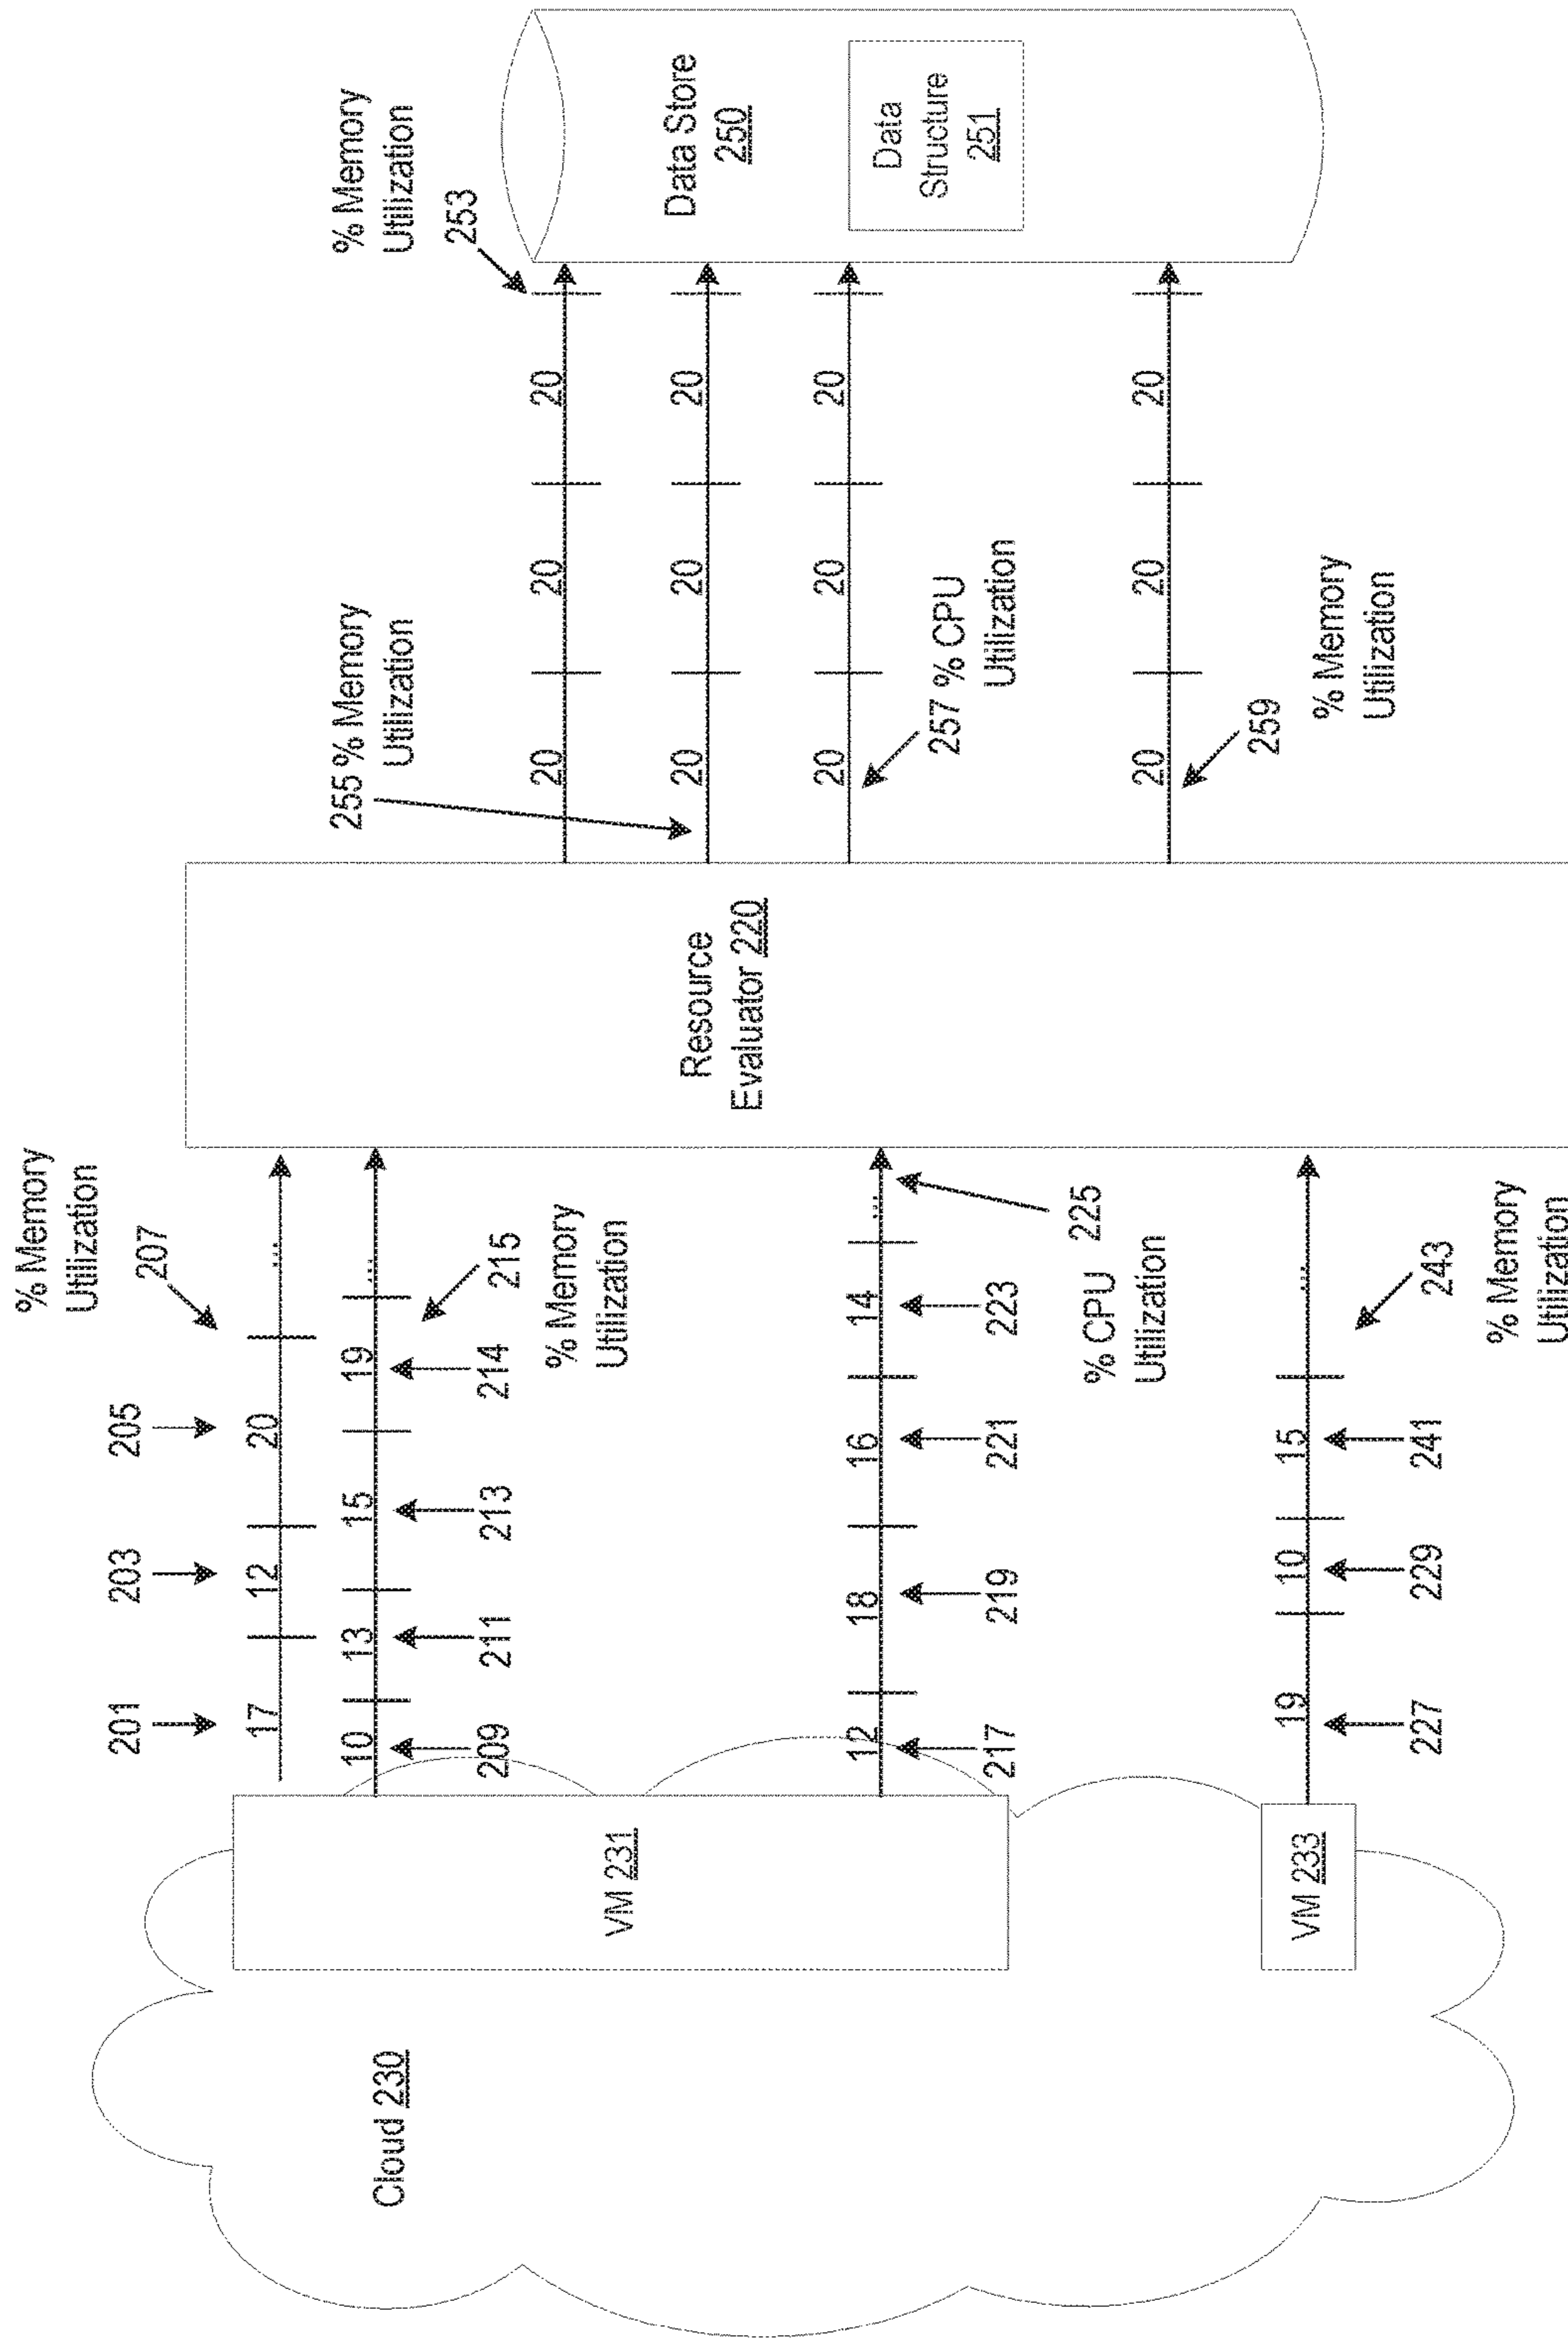 Cloud 230
VM 231
VM 233
% Memory
Utilization
201
203
205
207
17
12
20
...
10
13
15
19
...
209
211
213
214
215
% Memory
Utilization
12
18
16
14
...
217
219
221
223
225
% CPU
Utilization
19
10
15
...
227
229
241
243
% Memory
Utilization
Resource
Evaluator 220
255 % Memory
Utilization
% Memory
Utilization
253
20
20
20
20
20
20
20
20
20
257 % CPU
Utilization
20
20
20
259
% Memory
Utilization
Data Store
250
Data
Structure
251